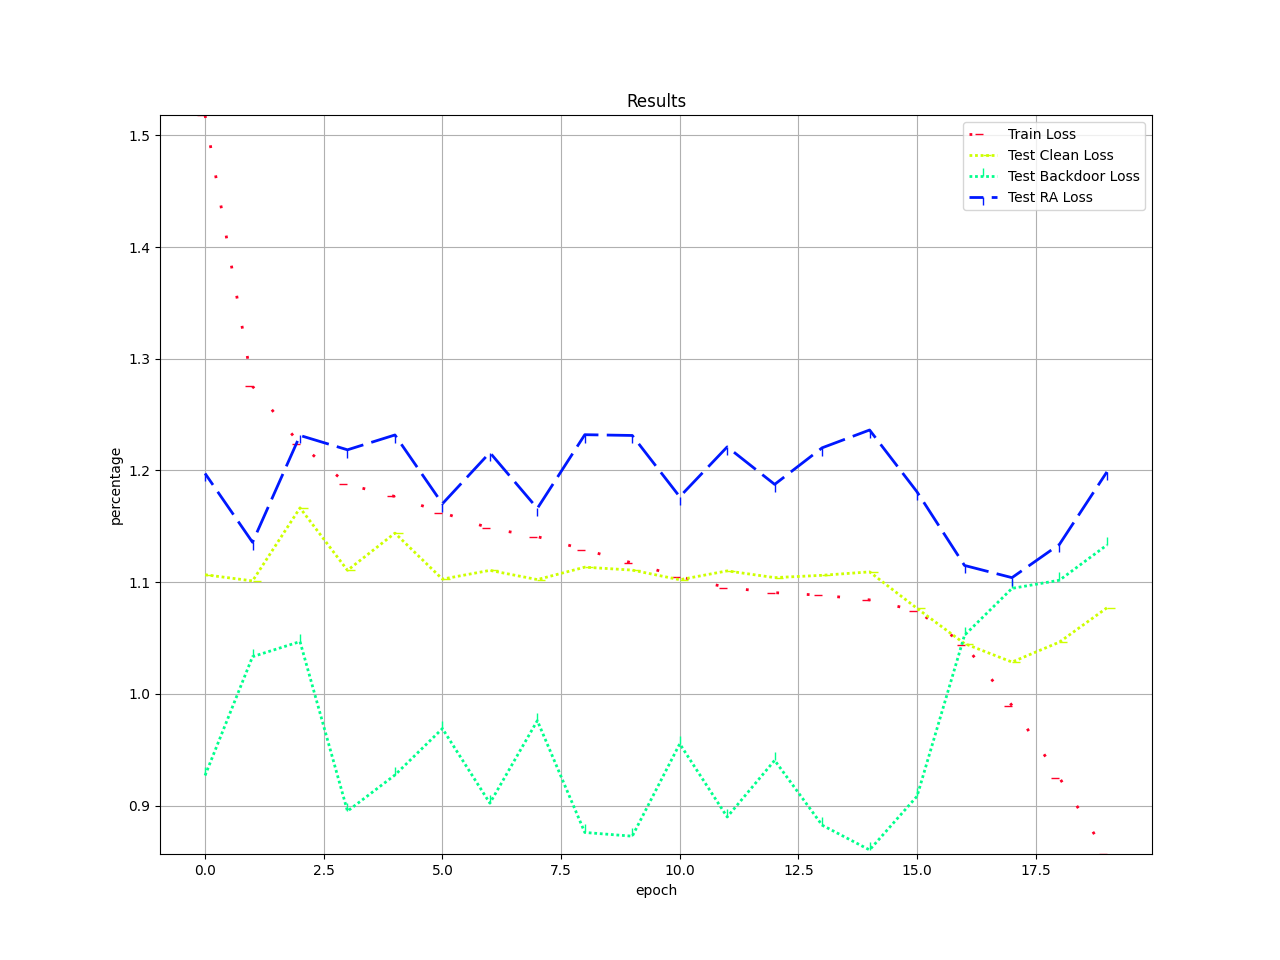 Results
Train Loss
Test Clean Loss
Test Backdoor Loss
Test RA Loss
1.5
1.4
1.3
1.2
1.1
1.0
0.9
percentage
0.0 2.5 5.0 7.5 10.0 12.5 15.0 17.5
epoch